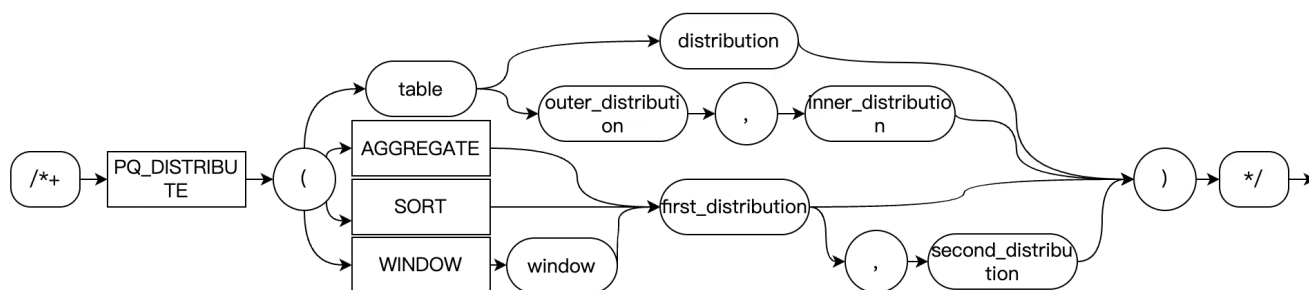 distribution
table
outer_distributi
on
,
inner_distributio
n
AGGREGATE
/*+
PQ_DISTRIBU
TE
(
SORT
first_distribution
)
*/
WINDOW
window
,
second_distribu
tion